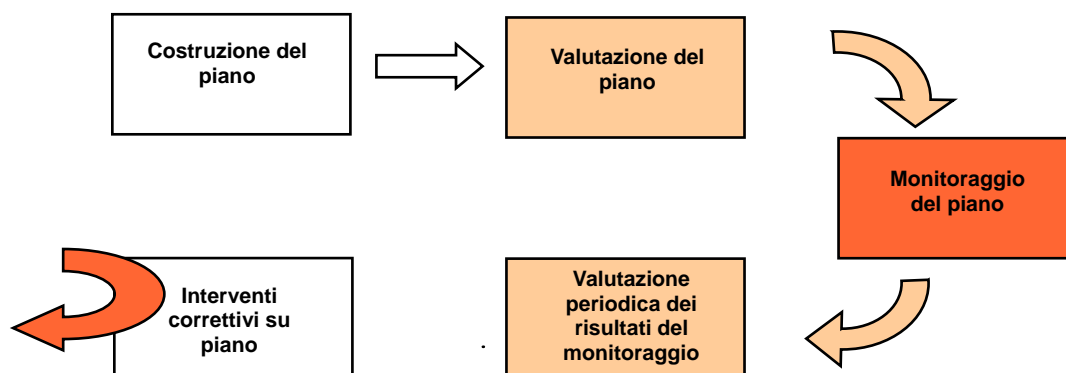 Costruzione del
piano
Valutazione del
piano
Monitoraggio
del piano
Interventi
correttivi su
piano
Valutazione
periodica dei
risultati del
monitoraggio
.